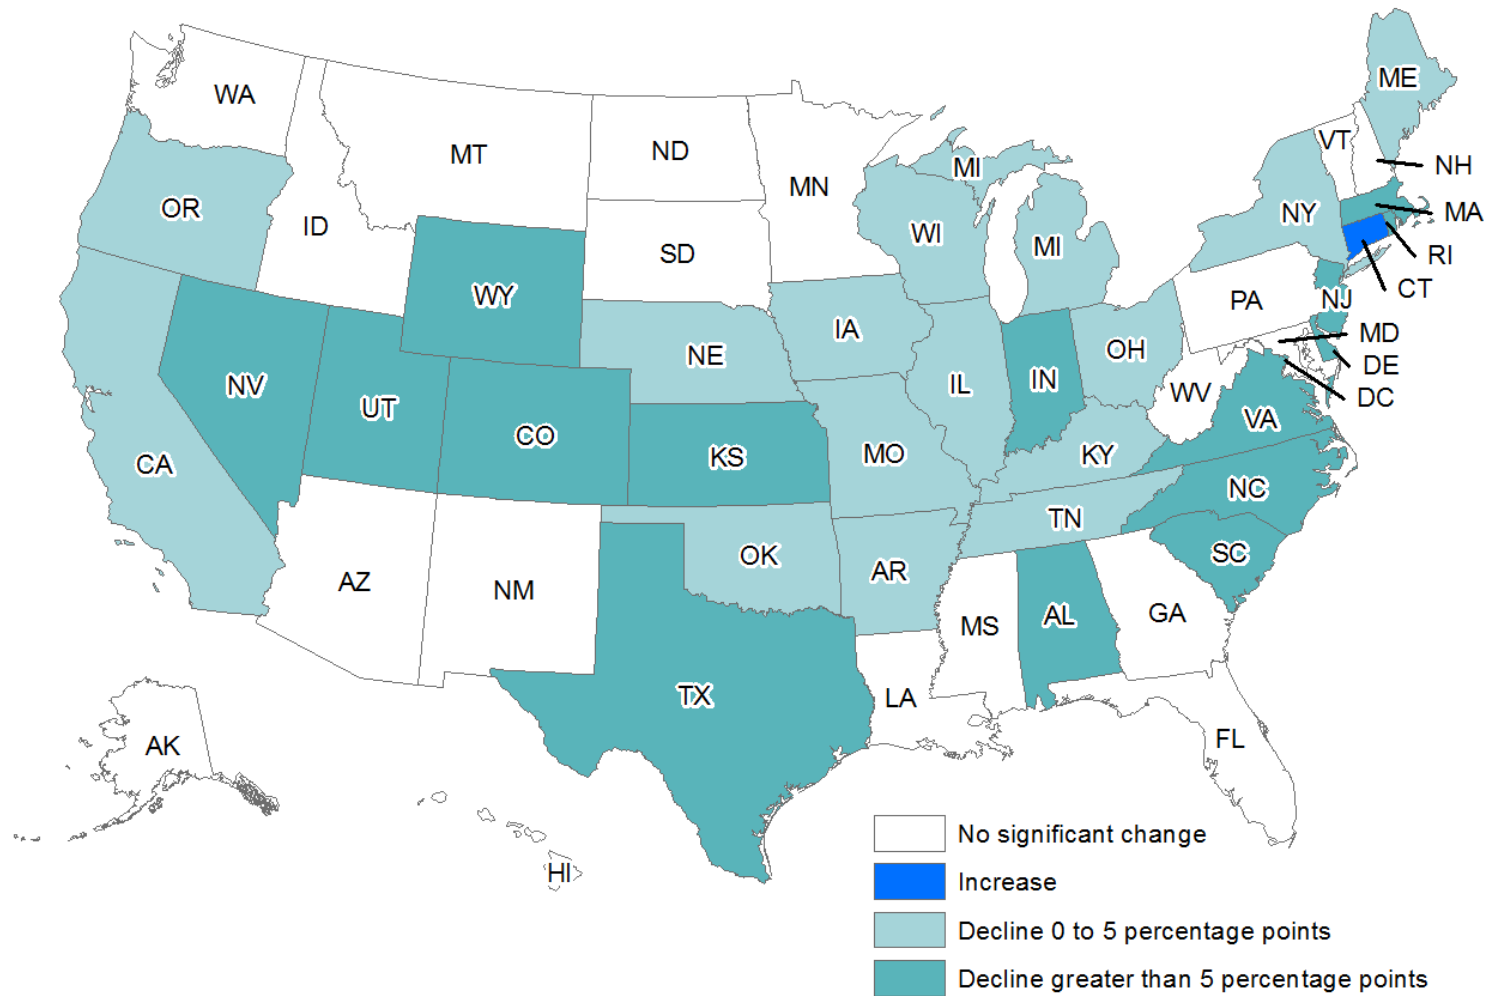 ME
WA
VT
ND
MT
NH
MI
MN
OR
NY
MA
ID
WI
MI
SD
RI
CT
WY
PA
NJ
IA
MD
OH
NE
DE
IN
NV
IL
WV
DC
UT
CO
VA
MO
KY
KS
CA
NC
TN
SC
OK
AR
AZ
NM
GA
AL
MS
TX
LA
FL
AK
HI
No significant change
Increase
Decline 0 to 5 percentage points
Decline greater than 5 percentage points